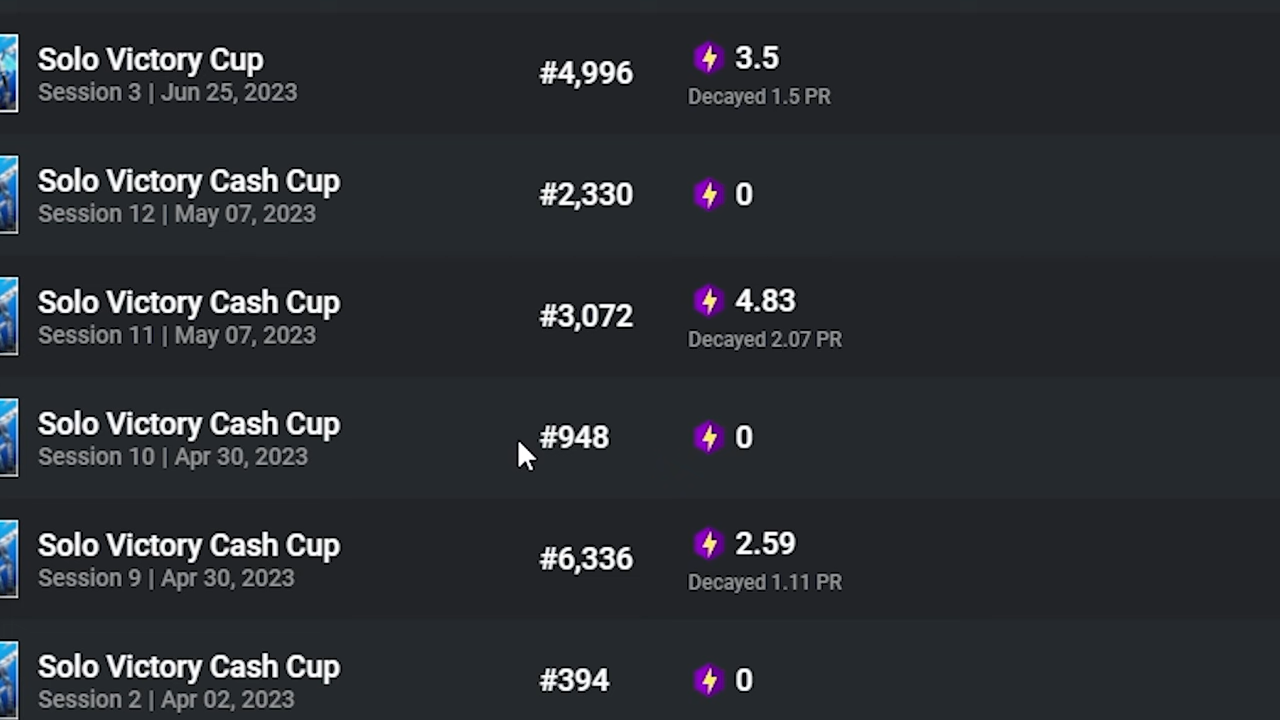 Solo Victory Cup
Session 3 | Jun 25, 2023
#4,996
3.5
Decayed 1.5 PR
Solo Victory Cash Cup
Session 12 | May 07, 2023
#2,330
0
Solo Victory Cash Cup
Session 11 | May 07, 2023
#3,072
4.83
Decayed 2.07 PR
Solo Victory Cash Cup
Session 10 | Apr 30, 2023
#948
0
Solo Victory Cash Cup
Session 9 | Apr 30, 2023
#6,336
2.59
Decayed 1.11 PR
Solo Victory Cash Cup
Session 2 | Apr 02, 2023
#394
0